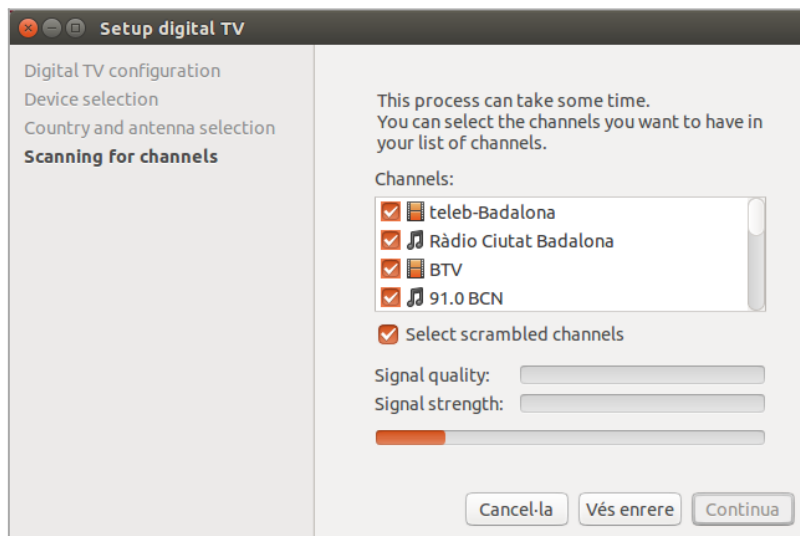 Setup digital TV
Digital TV configuration
Device selection
Country and antenna selection
Scanning for channels
This process can take some time.
You can select the channels you want to have in
your list of channels.
Channels:
teleb-Badalona
Ràdio Ciutat Badalona
BTV
91.0 BCN
Select scrambled channels
Signal quality:
Signal strength:
Cancel·la
Vés enrere
Continua